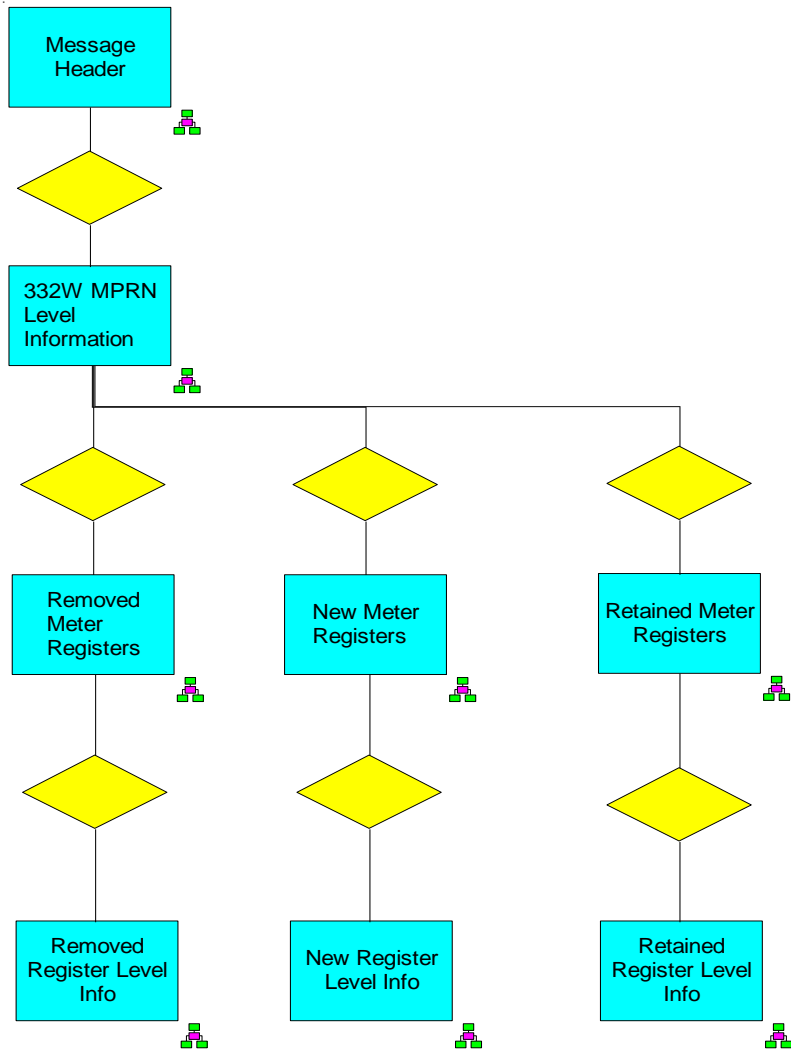 Message
Header
332W MPRN
Level
Information
Removed
Meter
Registers
New Meter
Registers
Retained Meter
Registers
Removed
Register Level
Info
New Register
Level Info
Retained
Register Level
Info